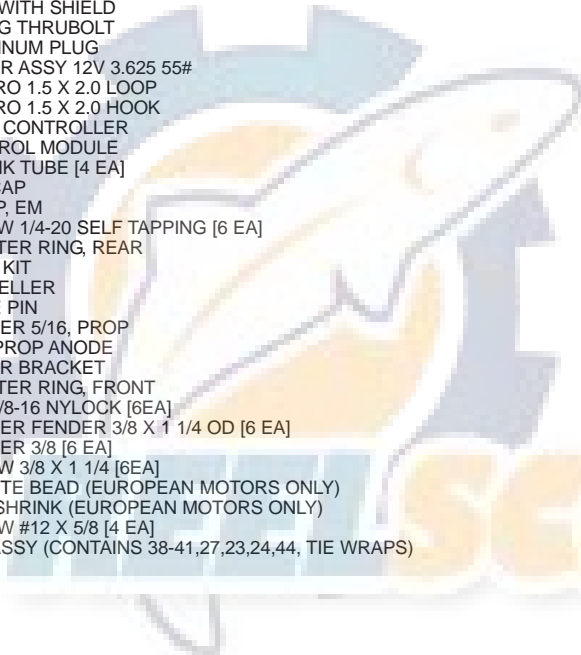 WITH SHIELD
G THRUBOLT
INUM PLUG
R ASSY 12V 3.625 55#
RO 1.5 X 2.0 LOOP
RO 1.5 X 2.0 HOOK
CONTROLLER
ROL MODULE
NK TUBE [4 EA]
CAP
P, EM
W 1/4-20 SELF TAPPING [6 EA]
TER RING, REAR
KIT
ELLER
PIN
ER 5/16, PROP
PROP ANODE
R BRACKET
TER RING, FRONT
/8-16 NYLOCK [6EA]
ER FENDER 3/8 X 1 1/4 OD [6 EA]
ER 3/8 [6 EA]
W 3/8 X 1 1/4 [6EA]
TE BEAD (EUROPEAN MOTORS ONLY)
SHRINK (EUROPEAN MOTORS ONLY)
W #12 X 5/8 [4 EA]
ASSY (CONTAINS 38-41,27,23,24,44, TIE WRAPS)